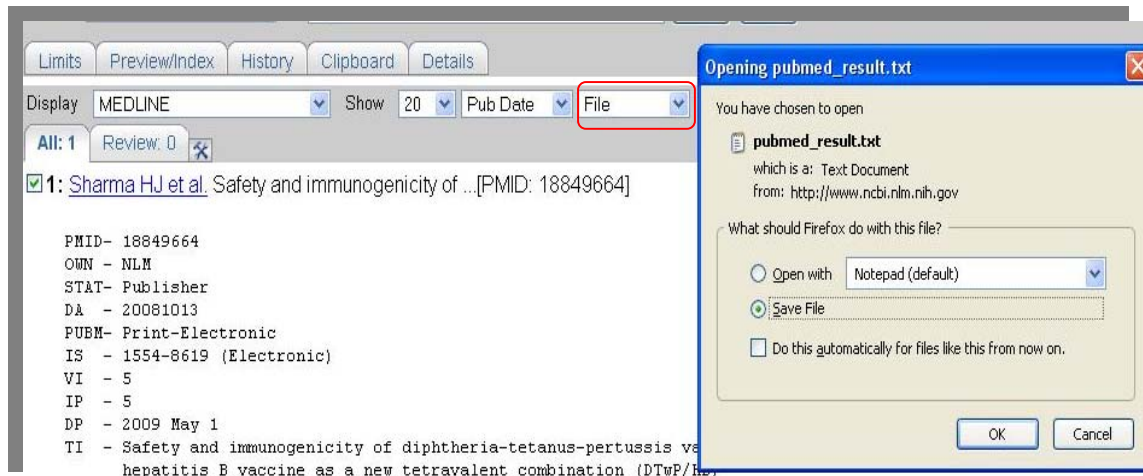 Limits Preview/Index History Clipboard Details
Display MEDLINE Show 20 Pub Date File
All: 1 Review: 0
1: Sharma HJ et al. Safety and immunogenicity of ...[PMID: 18849664]
PMID- 18849664
OWN - NLM
STAT- Publisher
DA - 20081013
PUBM- Print-Electronic
IS - 1554-8619 (Electronic)
VI - 5
IP - 5
DP - 2009 May 1
TI - Safety and immunogenicity of diphtheria-tetanus-pertussis va
hepatitis B vaccine as a new tetravalent combination (DTwP/HB
Opening pubmed_result.txt
You have chosen to open
pubmed_result.txt
which is a: Text Document
from: http://www.ncbi.nlm.nih.gov
What should Firefox do with this file?
Open with Notepad (default)
Save File
Do this automatically for files like this from now on.
OK Cancel